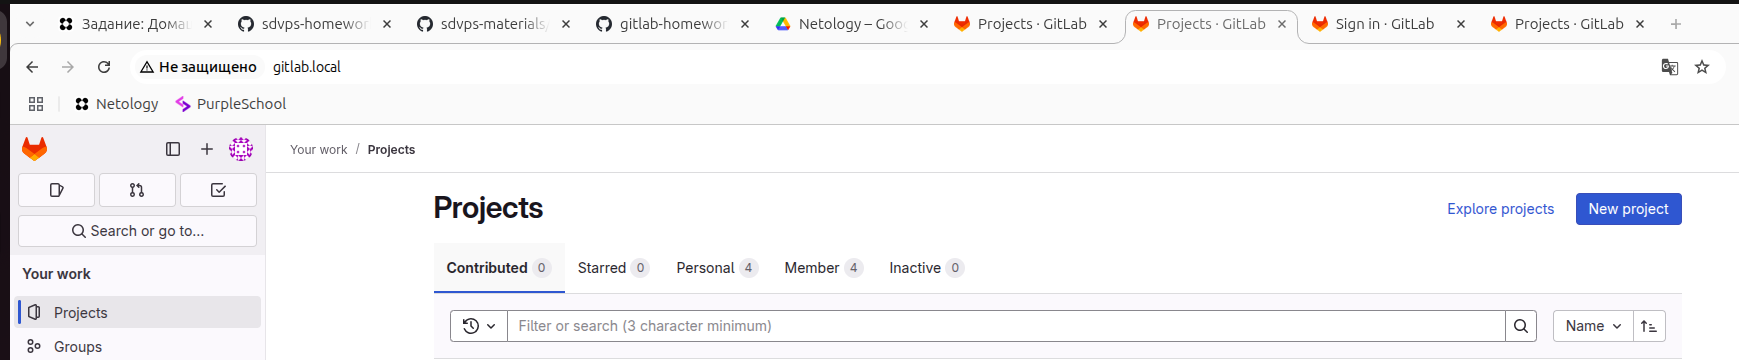 Задание: Дома
sdvps-homewor
sdvps-materials/
gitlab-homewor
Netology – Goo
Projects · GitLab
Projects · GitLab
Sign in · GitLab
Projects · GitLab
Не защищено gitlab.local
Netology PurpleSchool
Your work / Projects
Projects
Explore projects
New project
Search or go to...
Contributed 0 Starred 0 Personal 4 Member 4 Inactive 0
Your work
Projects
Filter or search (3 character minimum)
Name
Groups